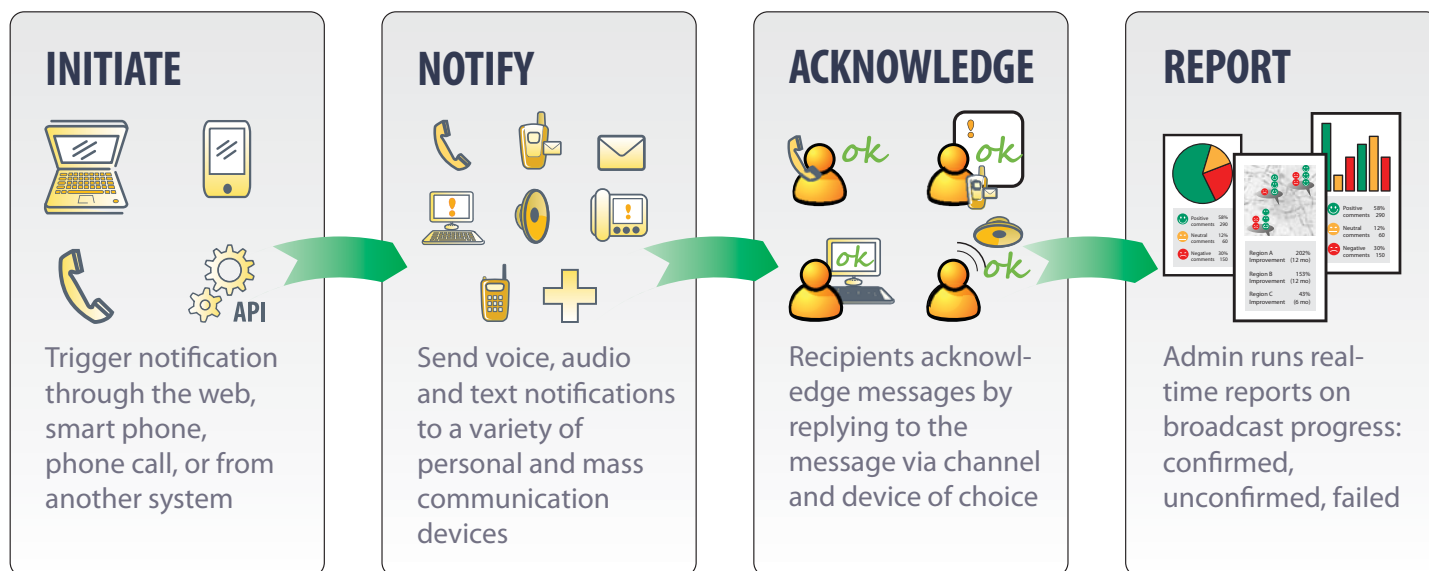 INITIATE
API
Trigger notification
through the web,
smart phone,
phone call, or from
another system
NOTIFY
!
!
Send voice, audio
and text notifications
to a variety of
personal and mass
communication
devices
ACKNOWLEDGE
ok
!
ok
ok
ok
Recipients acknowl-
edge messages by
replying to the
message via channel
and device of choice
REPORT
Positive 58%
comments 290
Neutral 12%
comments 60
Negative 30%
comments 150
Region A 202%
Improvement (12 mo)
Region B 153%
Improvement (12 mo)
Region C 43%
Improvement (6 mo)
Positive 58%
comments 290
Neutral 12%
comments 60
Negative 30%
comments 150
Admin runs real-
time reports on
broadcast progress:
confirmed,
unconfirmed, failed